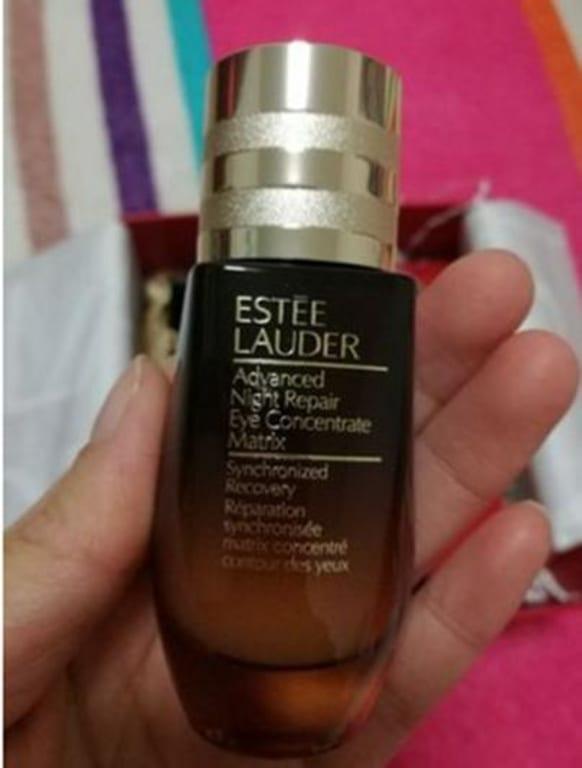 ESTĒE
LAUDER
Advanced
Night Repair
Eye Concentrate
Matrix
Synchronized
Recovery
Réparation
synchronisée
matrix concentré
contour des yeux